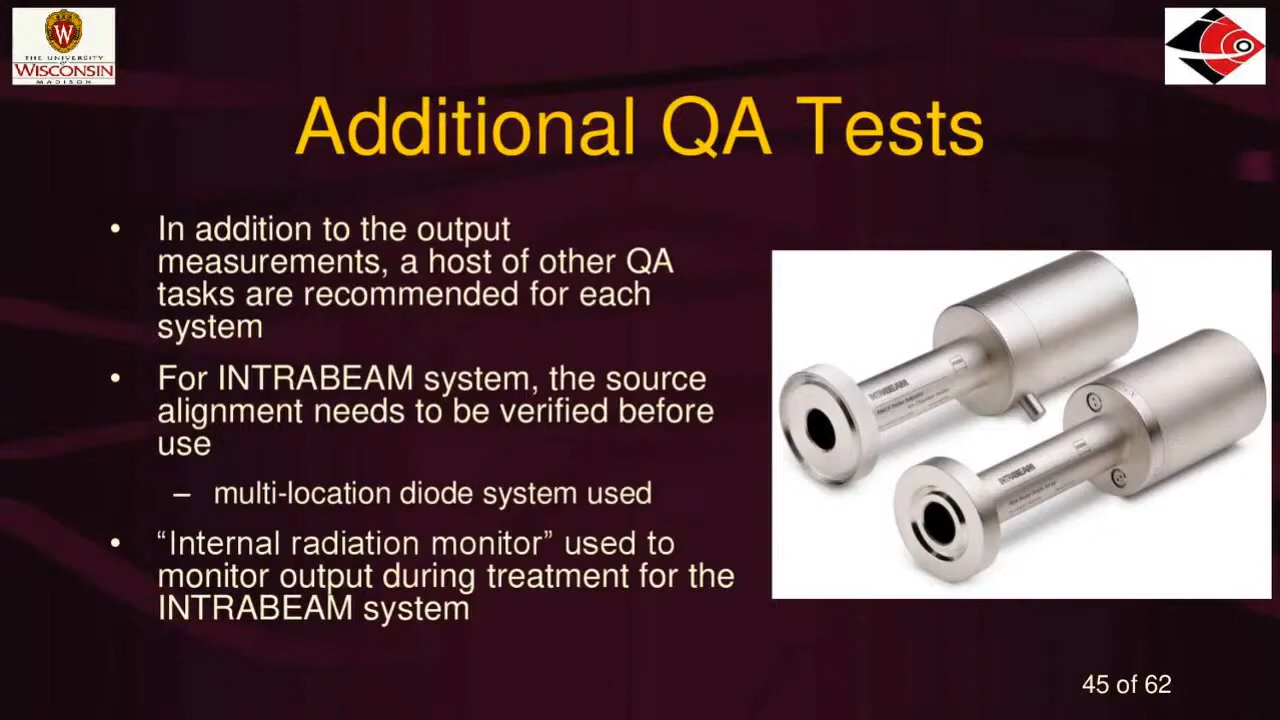 THE UNIVERSITY
of
WISCONSIN
MADISON
Additional QA Tests
• In addition to the output
measurements, a host of other QA
tasks are recommended for each
system
• For INTRABEAM system, the source
alignment needs to be verified before
use
– multi-location diode system used
• “Internal radiation monitor” used to
monitor output during treatment for the
INTRABEAM system
INTRABEAM
INTRABEAM
45 of 62